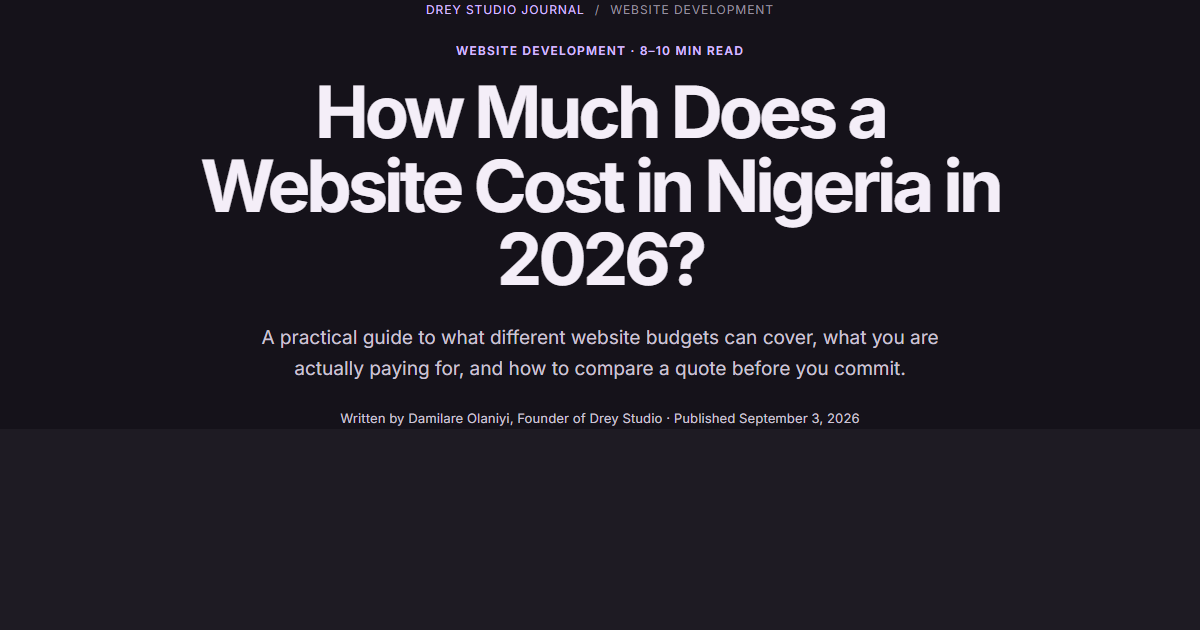 DREY STUDIO JOURNAL / WEBSITE DEVELOPMENT
WEBSITE DEVELOPMENT · 8–10 MIN READ
How Much Does a
Website Cost in Nigeria in
2026?
A practical guide to what different website budgets can cover, what you are
actually paying for, and how to compare a quote before you commit.
Written by Damilare Olaniyi, Founder of Drey Studio · Published September 3, 2026